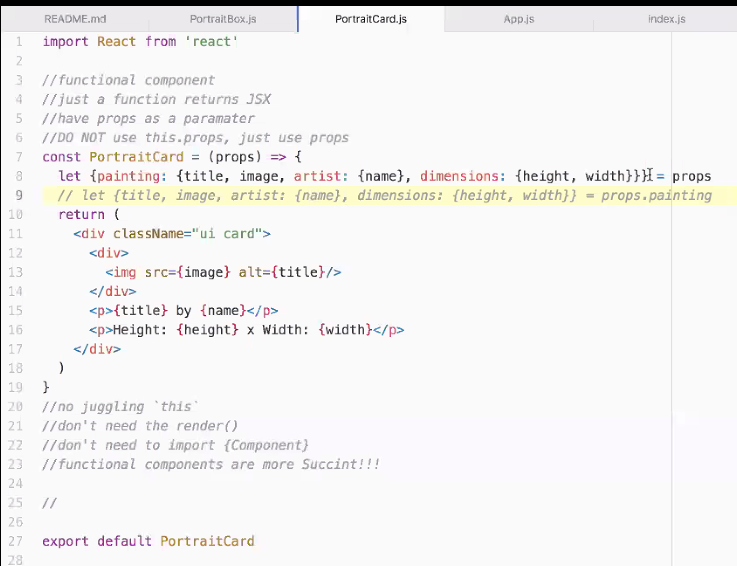 README.md PortraitBox.js PortraitCard.js App.js index.js
1 import React from 'react'
2
3 //functional component
4 //just a function returns JSX
5 //have props as a paramater
6 //DO NOT use this.props, just use props
7 const PortraitCard = (props) => {
8 let {painting: {title, image, artist: {name}, dimensions: {height, width}}} = props
9 // let {title, image, artist: {name}, dimensions: {height, width}} = props.painting
10 return (
11 <div className="ui card">
12 <div>
13 <img src={image} alt={title}/>
14 </div>
15 <p>{title} by {name}</p>
16 <p>Height: {height} x Width: {width}</p>
17 </div>
18 )
19 }
20 //no juggling `this`
21 //don't need the render()
22 //don't need to import {Component}
23 //functional components are more Succint!!!
24
25 //
26
27 export default PortraitCard
28